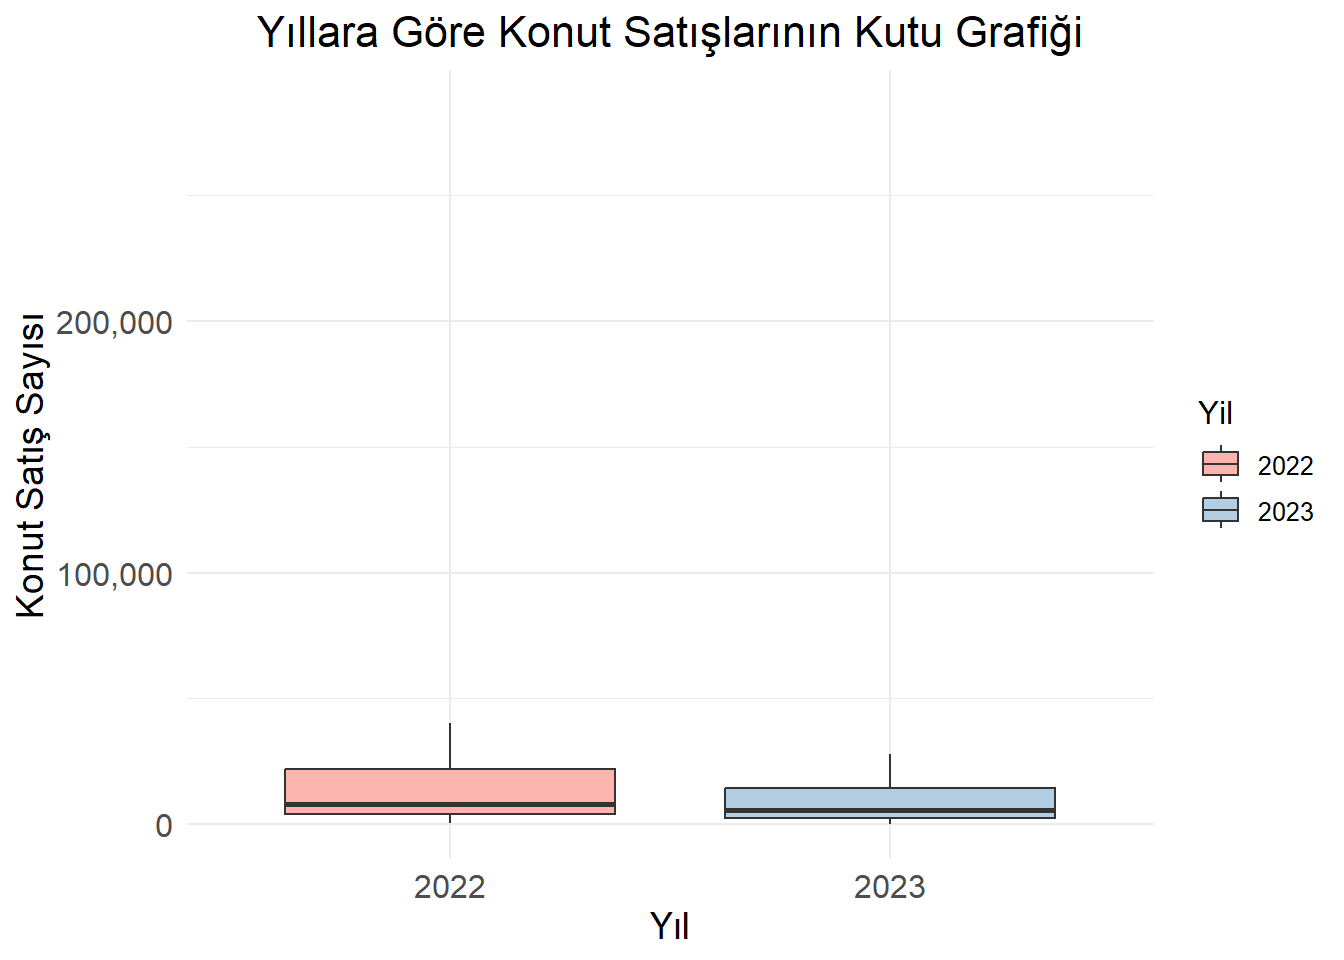 Yıllara Göre Konut Satışlarının Kutu Grafiği
Konut Satış Sayısı
200,000
100,000
0
2022
2023
Yıl
Yil
2022
2023